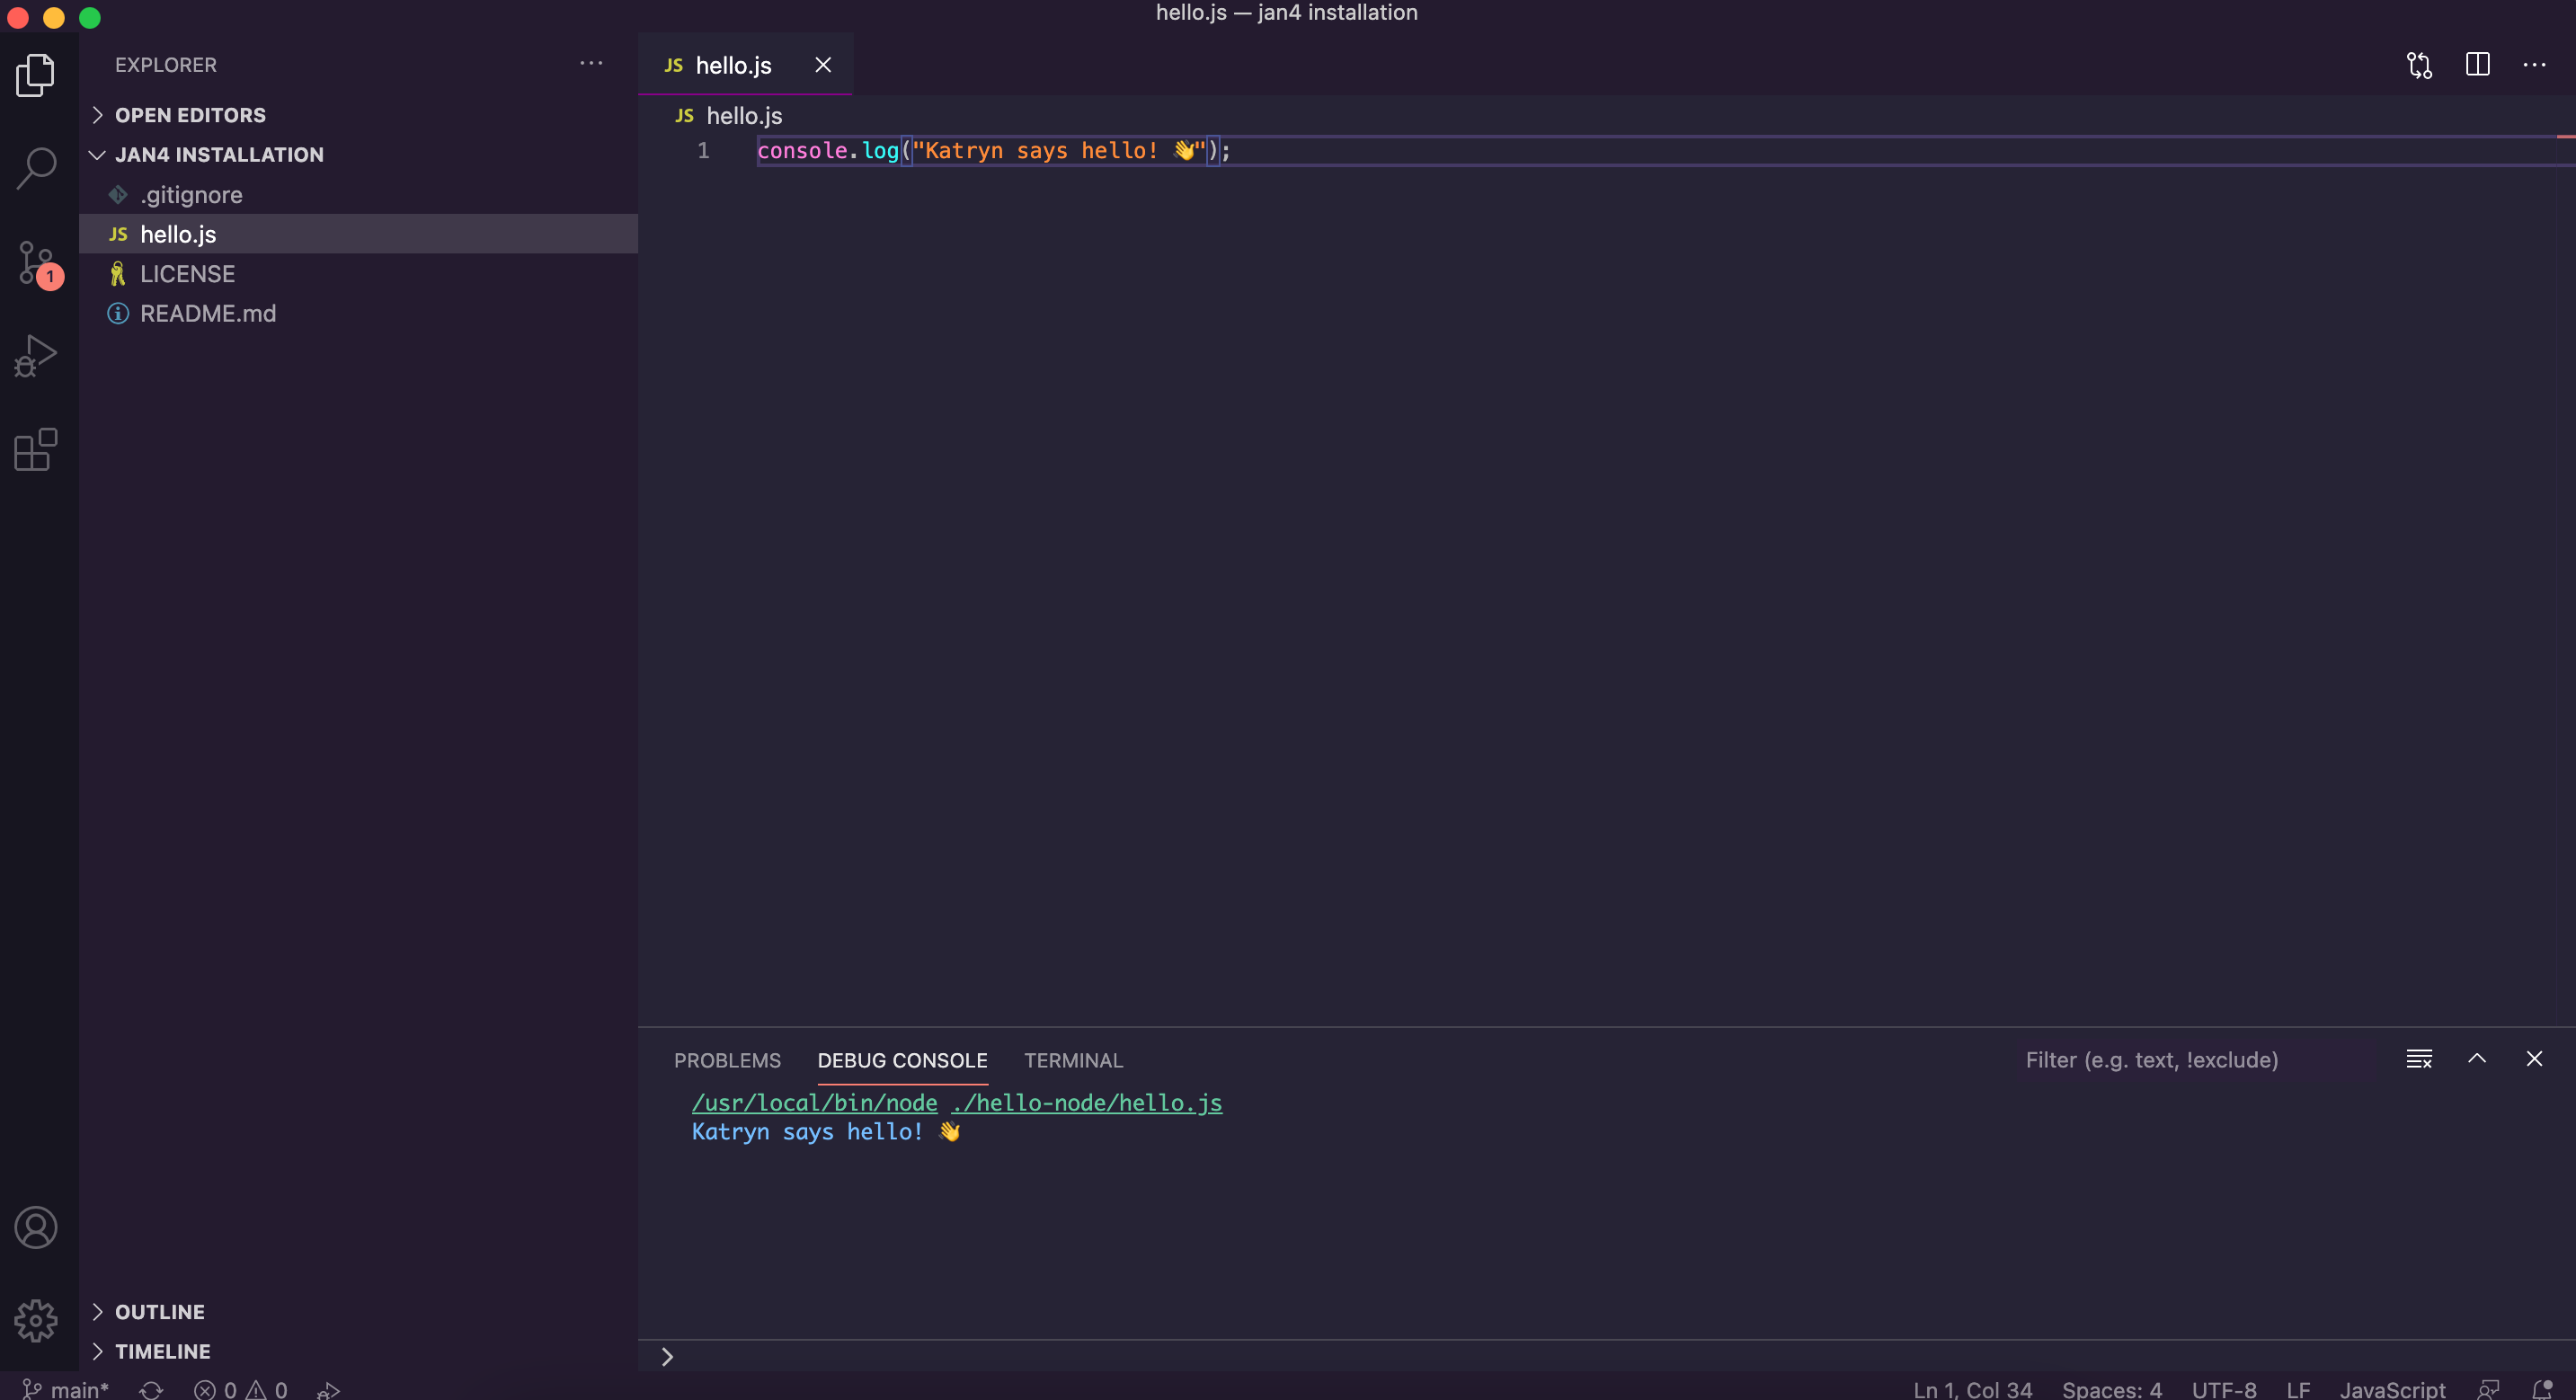 hello.js — jan4 installation
EXPLORER
OPEN EDITORS
JAN4 INSTALLATION
.gitignore
JS hello.js
LICENSE
README.md
OUTLINE
TIMELINE
1
JS hello.js
JS hello.js
1 console.log("Katryn says hello! 👋");
PROBLEMS DEBUG CONSOLE TERMINAL Filter (e.g. text, !exclude)
/usr/local/bin/node ./hello-node/hello.js
Katryn says hello! 👋
main* 0 0 Ln 1, Col 34 Spaces: 4 UTF-8 LF JavaScript